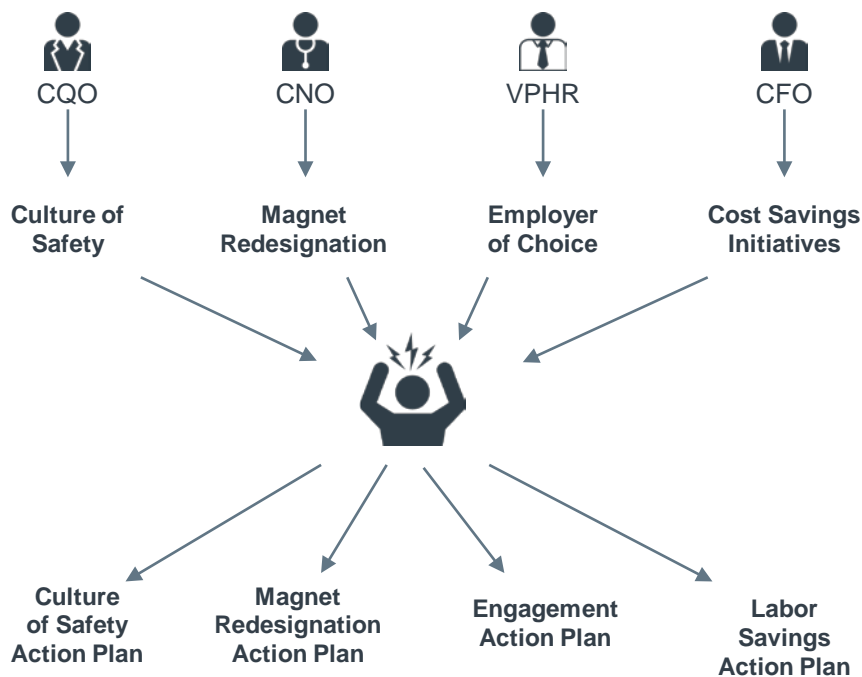 CQO
CNO
VPHR
CFO
Culture of
Safety
Magnet
Redesignation
Employer
of Choice
Cost Savings
Initiatives
Culture
of Safety
Action Plan
Magnet
Redesignation
Action Plan
Engagement
Action Plan
Labor
Savings
Action Plan